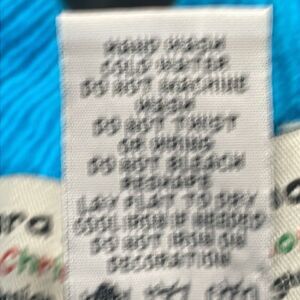 HAND WASH
COLD WATER
DO NOT MACHINE
WASH
DO NOT TWIST
OR WRING
DO NOT BLEACH
RESHAPE
LAY FLAT TO DRY
COOL IRON IF NEEDED
DO NOT IRON ON
DECORATION